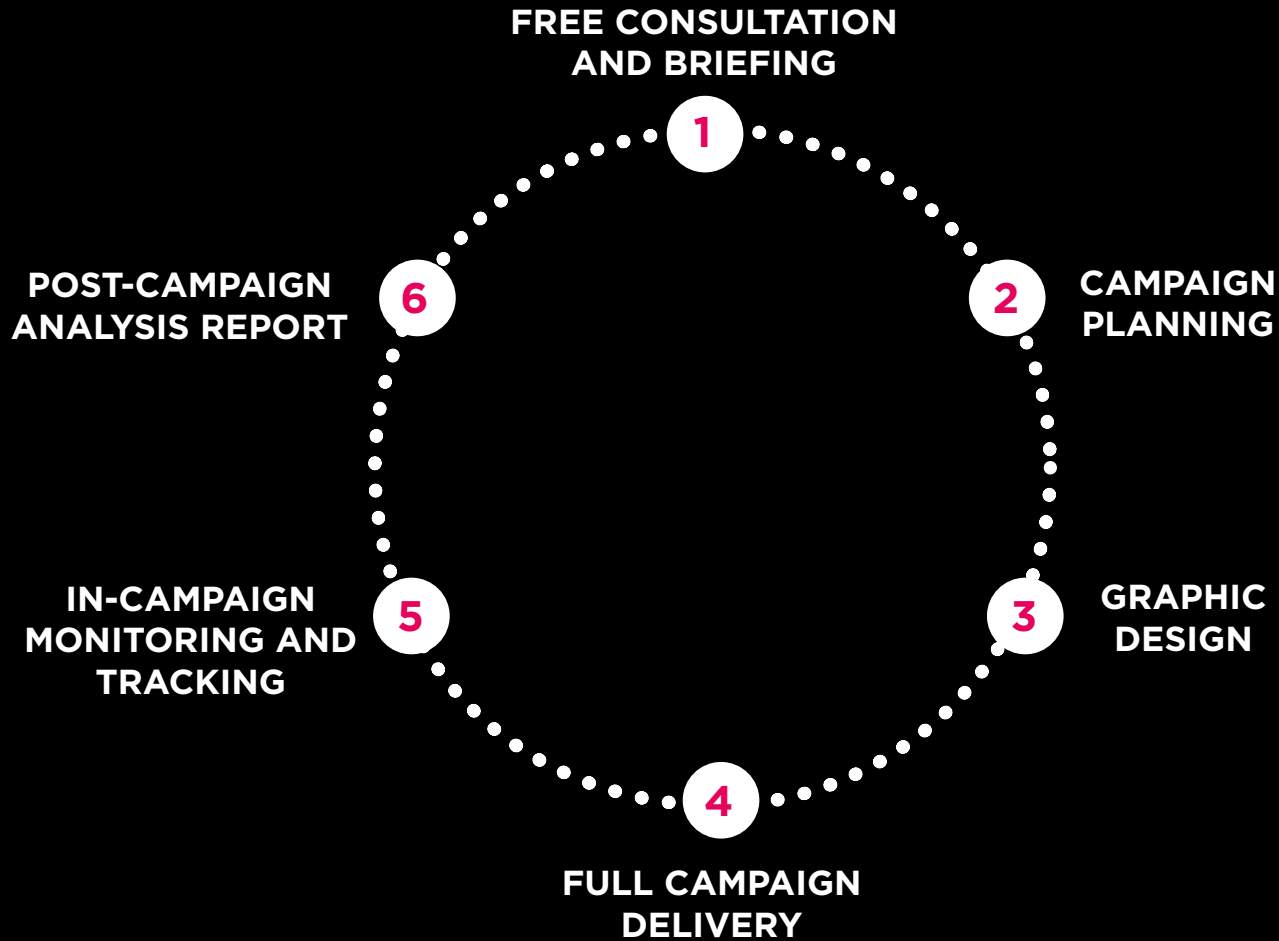 FREE CONSULTATION
AND BRIEFING
1
2
CAMPAIGN
PLANNING
3
GRAPHIC
DESIGN
4
FULL CAMPAIGN
DELIVERY
5
IN-CAMPAIGN
MONITORING AND
TRACKING
6
POST-CAMPAIGN
ANALYSIS REPORT